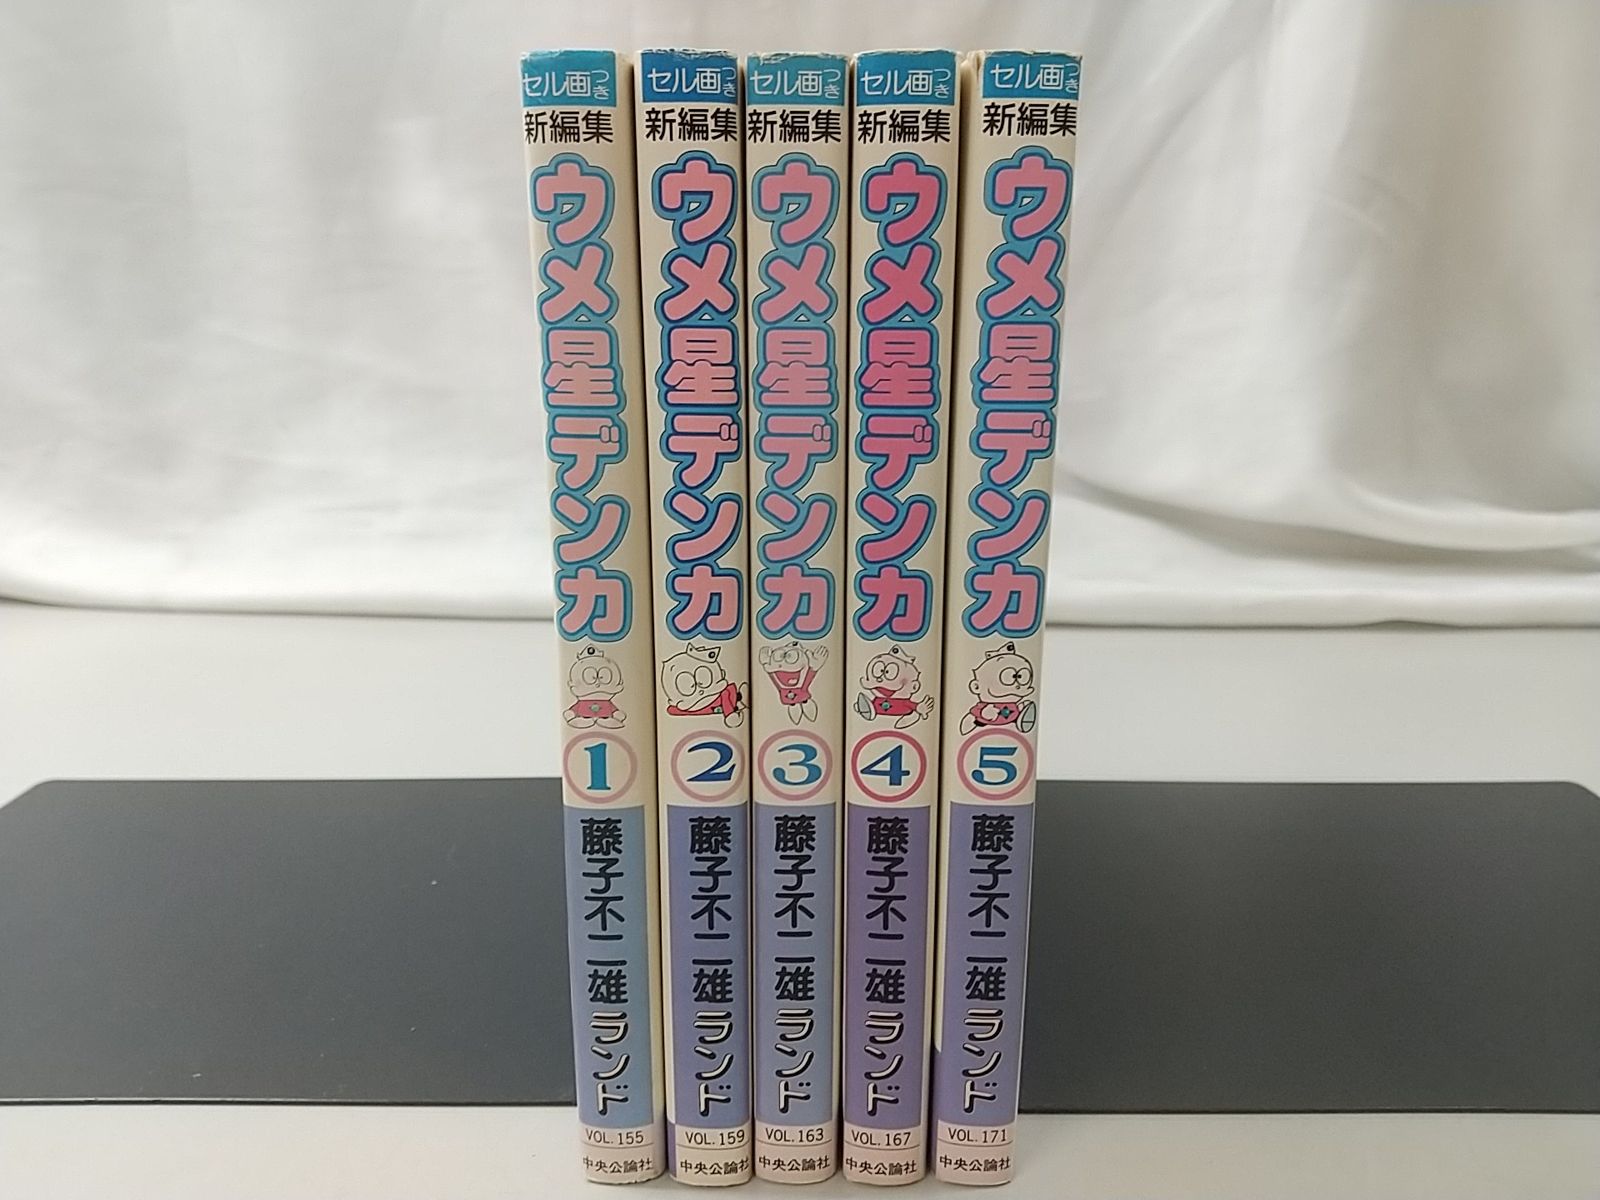 セル画つき
新編集
ウメ星デンカ
1
藤子不二雄ランド
VOL. 155
中央公論社
セル画つき
新編集
ウメ星デンカ
2
藤子不二雄ランド
VOL. 159
中央公論社
セル画つき
新編集
ウメ星デンカ
3
藤子不二雄ランド
VOL. 163
中央公論社
セル画つき
新編集
ウメ星デンカ
4
藤子不二雄ランド
VOL. 167
中央公論社
セル画つき
新編集
ウメ星デンカ
5
藤子不二雄ランド
VOL. 171
中央公論社